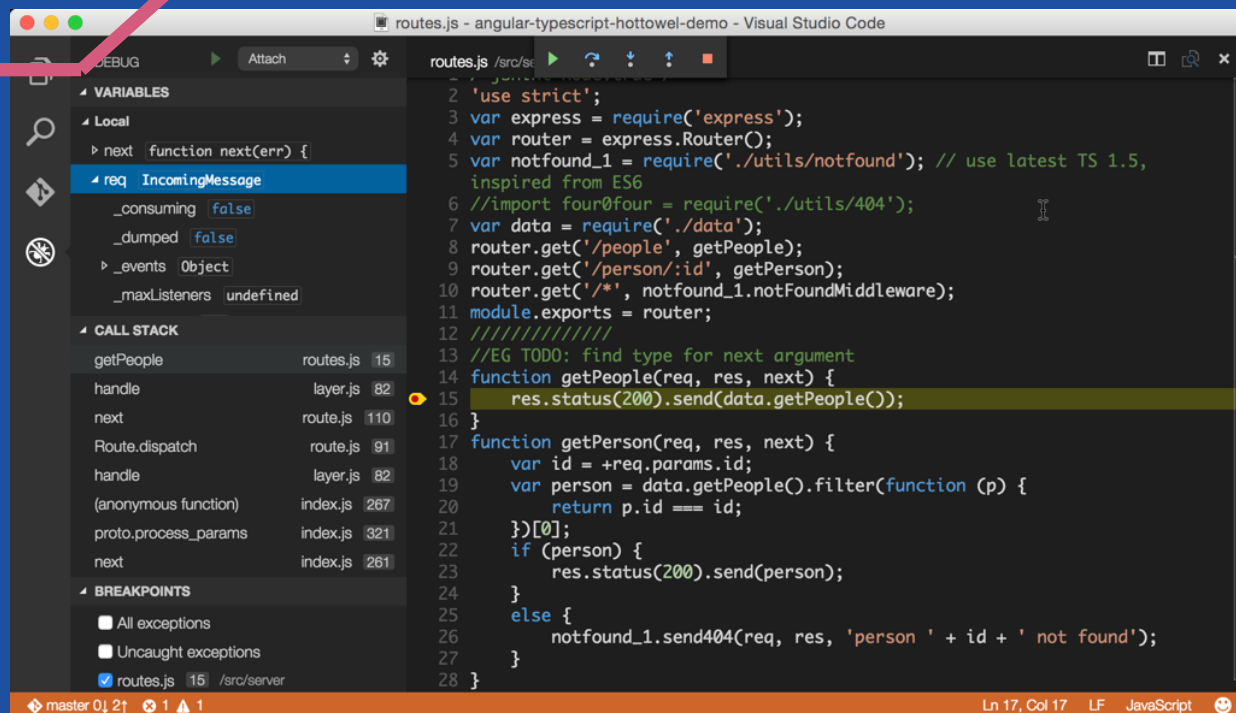 routes.js - angular-typescript-hottowel-demo - Visual Studio Code
DEBUG
Attach
VARIABLES
Local
next function next(err) {
req IncomingMessage
_consuming false
_dumped false
_events Object
_maxListeners undefined
CALL STACK
getPeople routes.js 15
handle layer.js 82
next route.js 110
Route.dispatch route.js 91
handle layer.js 82
(anonymous function) index.js 267
proto.process_params index.js 321
next index.js 261
BREAKPOINTS
All exceptions
Uncaught exceptions
routes.js 15 /src/server
routes.js
2 'use strict';
3 var express = require('express');
4 var router = express.Router();
5 var notfound_1 = require('./utils/notfound'); // use latest TS 1.5,
inspired from ES6
6 //import four0four = require('./utils/404');
7 var data = require('./data');
8 router.get('/people', getPeople);
9 router.get('/person/:id', getPerson);
10 router.get('/*', notfound_1.notFoundMiddleware);
11 module.exports = router;
12 //////////////
13 //EG TODO: find type for next argument
14 function getPeople(req, res, next) {
15 res.status(200).send(data.getPeople());
16 }
17 function getPerson(req, res, next) {
18 var id = +req.params.id;
19 var person = data.getPeople().filter(function (p) {
20 return p.id === id;
21 })[0];
22 if (person) {
23 res.status(200).send(person);
24 }
25 else {
26 notfound_1.send404(req, res, 'person ' + id + ' not found');
27 }
28 }
master 0↓ 2↑ 1 1
Ln 17, Col 17 LF JavaScript